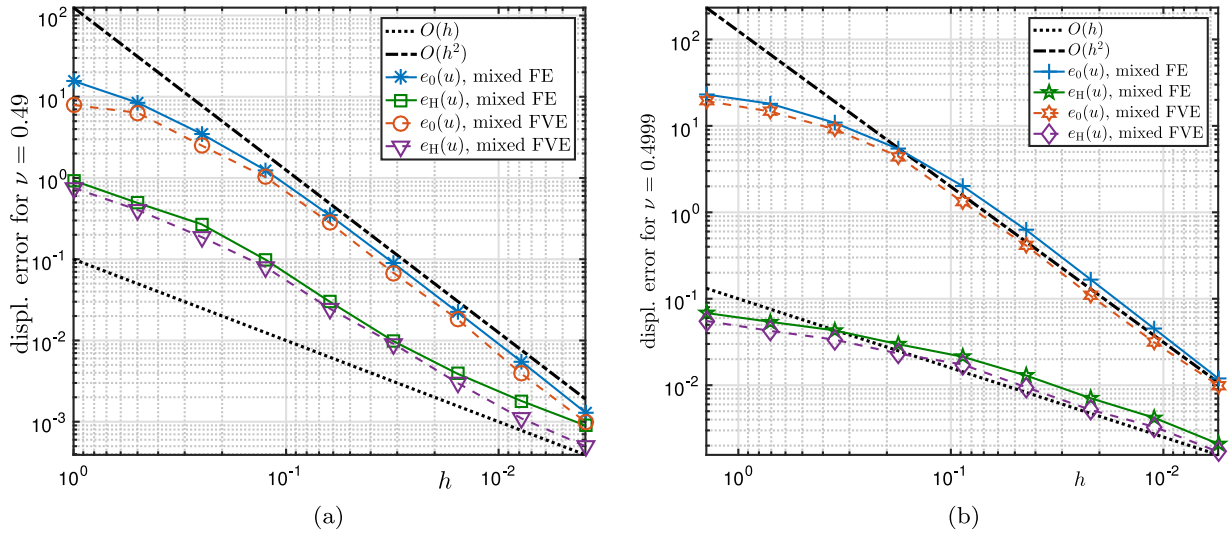 displ. error for ν = 0.49
10²
10¹
10⁰
10⁻¹
10⁻²
10⁻³
O(h)
O(h²)
e₀(u), mixed FE
e_H(u), mixed FE
e₀(u), mixed FVE
e_H(u), mixed FVE
10⁰
10⁻¹
h
10⁻²
(a)
displ. error for ν = 0.4999
10²
10¹
10⁰
10⁻¹
10⁻²
O(h)
O(h²)
e₀(u), mixed FE
e_H(u), mixed FE
e₀(u), mixed FVE
e_H(u), mixed FVE
10⁰
10⁻¹
h
10⁻²
(b)